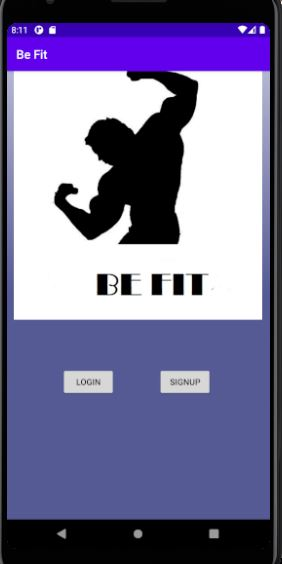 8:11
Be Fit
BE FIT
LOGIN SIGNUP